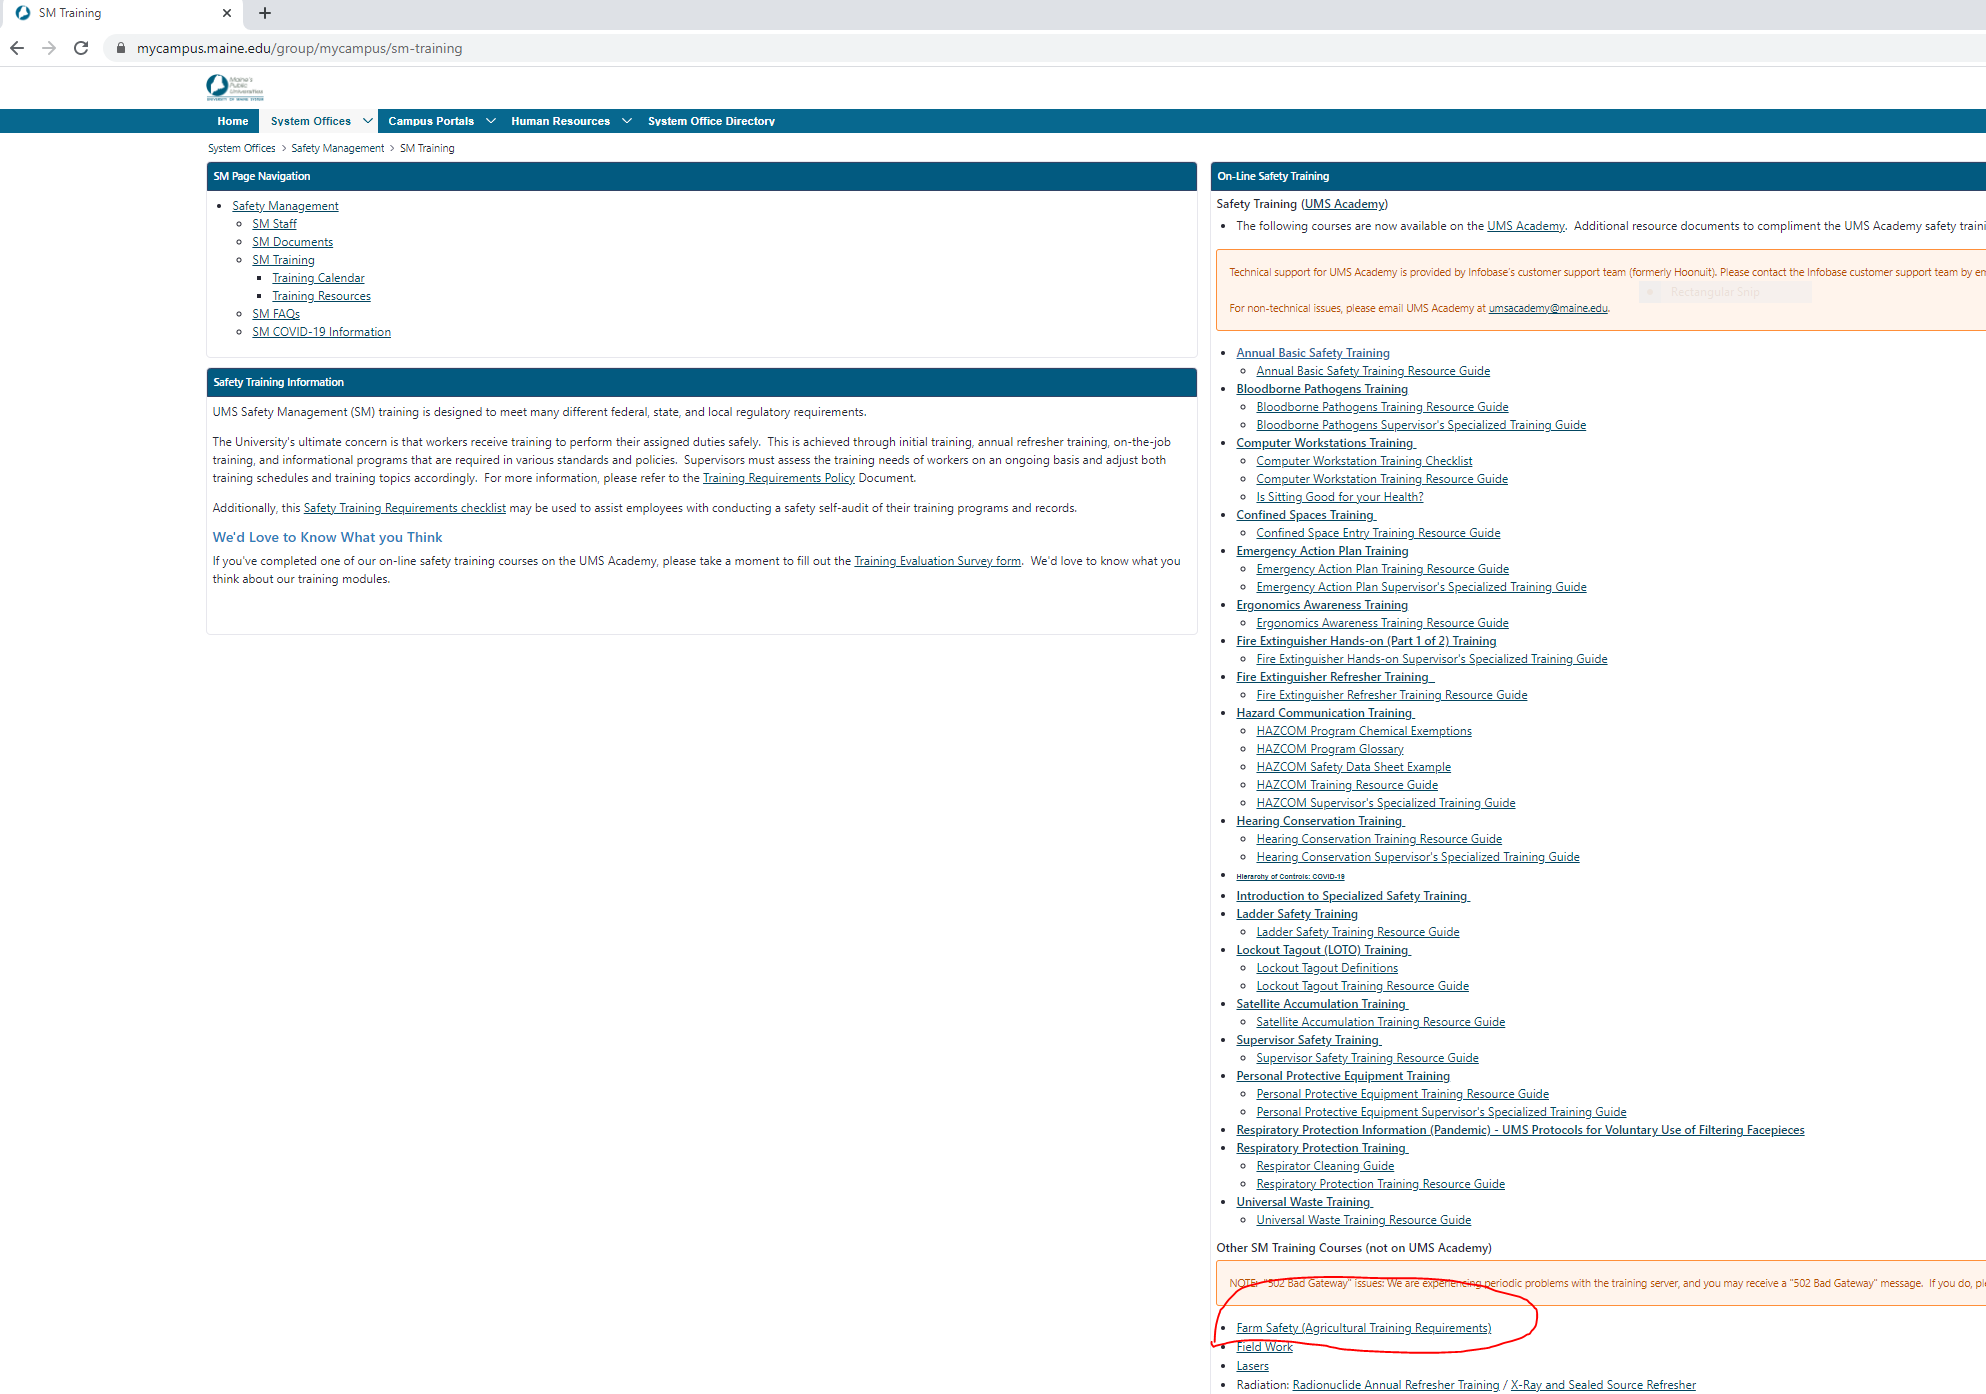 SM Training
mycampus.maine.edu/group/mycampus/sm-training
Maine's
Public
Universities
UNIVERSITY OF MAINE SYSTEM
Home System Offices Campus Portals Human Resources System Office Directory
System Offices > Safety Management > SM Training
SM Page Navigation
Safety Management
SM Staff
SM Documents
SM Training
Training Calendar
Training Resources
SM FAQs
SM COVID-19 Information
Safety Training Information
UMS Safety Management (SM) training is designed to meet many different federal, state, and local regulatory requirements.
The University's ultimate concern is that workers receive training to perform their assigned duties safely. This is achieved through initial training, annual refresher training, on-the-job
training, and informational programs that are required in various standards and policies. Supervisors must assess the training needs of workers on an ongoing basis and adjust both
training schedules and training topics accordingly. For more information, please refer to the Training Requirements Policy Document.
Additionally, this Safety Training Requirements checklist may be used to assist employees with conducting a safety self-audit of their training programs and records.
We'd Love to Know What you Think
If you've completed one of our on-line safety training courses on the UMS Academy, please take a moment to fill out the Training Evaluation Survey form. We'd love to know what you
think about our training modules.
On-Line Safety Training
Safety Training (UMS Academy)
The following courses are now available on the UMS Academy. Additional resource documents to compliment the UMS Academy safety traini
Technical support for UMS Academy is provided by Infobase's customer support team (formerly Hoonuit). Please contact the Infobase customer support team by em
Rectangular Snip
For non-technical issues, please email UMS Academy at umsacademy@maine.edu.
Annual Basic Safety Training
Annual Basic Safety Training Resource Guide
Bloodborne Pathogens Training
Bloodborne Pathogens Training Resource Guide
Bloodborne Pathogens Supervisor's Specialized Training Guide
Computer Workstations Training
Computer Workstation Training Checklist
Computer Workstation Training Resource Guide
Is Sitting Good for your Health?
Confined Spaces Training
Confined Space Entry Training Resource Guide
Emergency Action Plan Training
Emergency Action Plan Training Resource Guide
Emergency Action Plan Supervisor's Specialized Training Guide
Ergonomics Awareness Training
Ergonomics Awareness Training Resource Guide
Fire Extinguisher Hands-on (Part 1 of 2) Training
Fire Extinguisher Hands-on Supervisor's Specialized Training Guide
Fire Extinguisher Refresher Training
Fire Extinguisher Refresher Training Resource Guide
Hazard Communication Training
HAZCOM Program Chemical Exemptions
HAZCOM Program Glossary
HAZCOM Safety Data Sheet Example
HAZCOM Training Resource Guide
HAZCOM Supervisor's Specialized Training Guide
Hearing Conservation Training
Hearing Conservation Training Resource Guide
Hearing Conservation Supervisor's Specialized Training Guide
Hierarchy of Controls: COVID-19
Introduction to Specialized Safety Training
Ladder Safety Training
Ladder Safety Training Resource Guide
Lockout Tagout (LOTO) Training
Lockout Tagout Definitions
Lockout Tagout Training Resource Guide
Satellite Accumulation Training
Satellite Accumulation Training Resource Guide
Supervisor Safety Training
Supervisor Safety Training Resource Guide
Personal Protective Equipment Training
Personal Protective Equipment Training Resource Guide
Personal Protective Equipment Supervisor's Specialized Training Guide
Respiratory Protection Information (Pandemic) - UMS Protocols for Voluntary Use of Filtering Facepieces
Respiratory Protection Training
Respirator Cleaning Guide
Respiratory Protection Training Resource Guide
Universal Waste Training
Universal Waste Training Resource Guide
Other SM Training Courses (not on UMS Academy)
NOTE: "502 Bad Gateway" issues: We are experiencing periodic problems with the training server, and you may receive a "502 Bad Gateway" message. If you do, ple
Farm Safety (Agricultural Training Requirements)
Field Work
Lasers
Radiation: Radionuclide Annual Refresher Training / X-Ray and Sealed Source Refresher